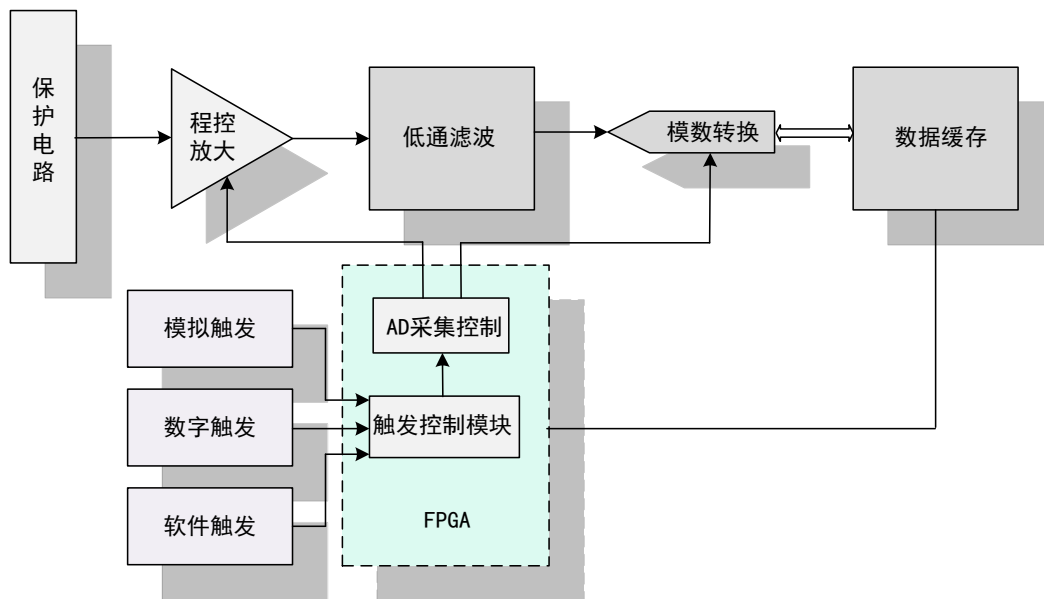 保护电路
程控
放大
低通滤波
模数转换
数据缓存
AD采集控制
模拟触发
数字触发
触发控制模块
软件触发
FPGA